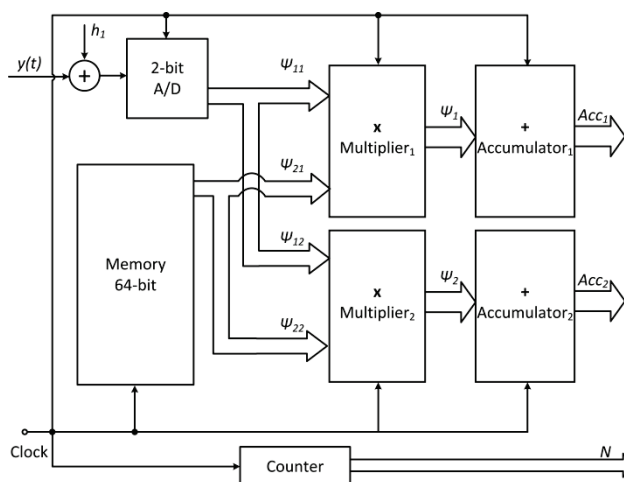 h₁
y(t)
+
2-bit
A/D
Ψ₁₁
x
Multiplier₁
Ψ₁
+
Accumulator₁
Acc₁
Ψ₂₁
Memory
64-bit
Ψ₁₂
x
Multiplier₂
Ψ₂
+
Accumulator₂
Acc₂
Ψ₂₂
Clock
Counter
N